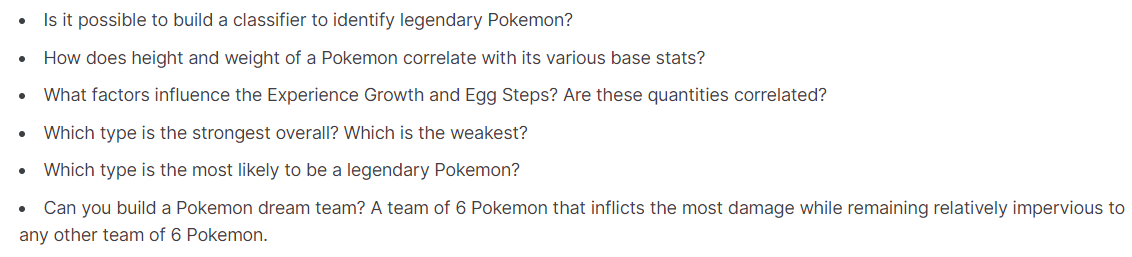 • Is it possible to build a classifier to identify legendary Pokemon?
• How does height and weight of a Pokemon correlate with its various base stats?
• What factors influence the Experience Growth and Egg Steps? Are these quantities correlated?
• Which type is the strongest overall? Which is the weakest?
• Which type is the most likely to be a legendary Pokemon?
• Can you build a Pokemon dream team? A team of 6 Pokemon that inflicts the most damage while remaining relatively impervious to
any other team of 6 Pokemon.